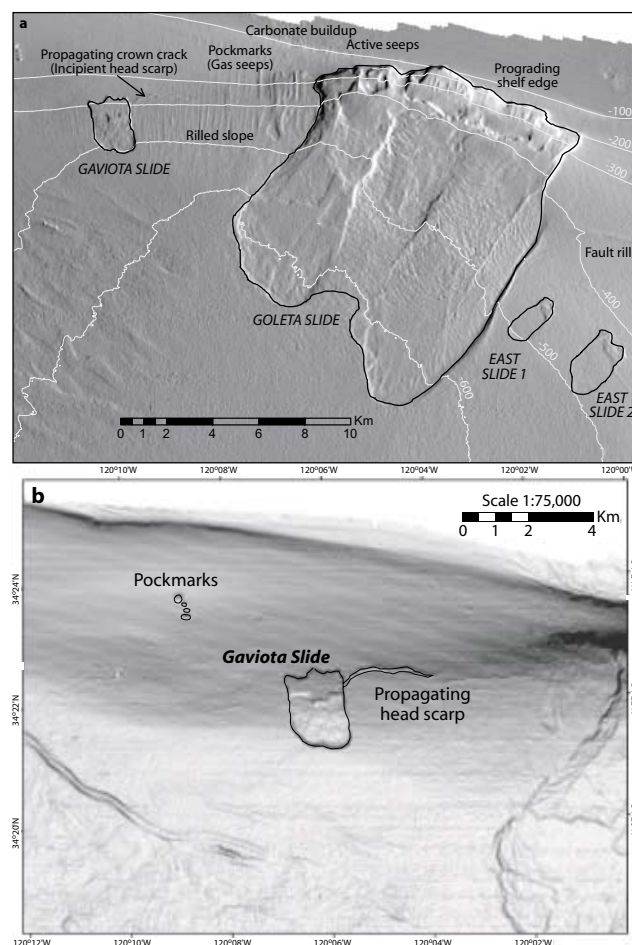 a
Carbonate buildup
Active seeps
Propagating crown crack
(Incipient head scarp)
Pockmarks
(Gas seeps)
Prograding
shelf edge
-100
-200
-300
Rilled slope
GAVIOTA SLIDE
Fault rill
-400
GOLETA SLIDE
EAST
SLIDE 1
-500
EAST
SLIDE 2
-600
Km
0 1 2 4 6 8 10
120°10'W 120°08'W 120°06'W 120°04'W 120°02'W 120°00'W
b
Scale 1:75,000
Km
0 1 2 4
34°24'N
Pockmarks
Gaviota Slide
34°22'N
Propagating
head scarp
34°20'N
120°12'W 120°10'W 120°08'W 120°06'W 120°04'W 120°02'W